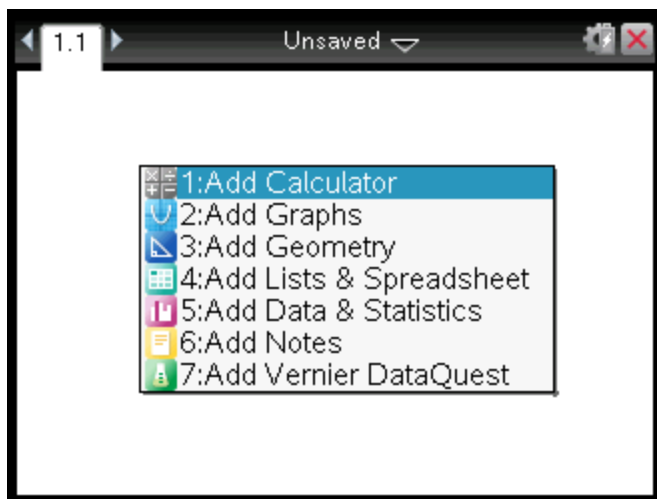 1.1 Unsaved
1:Add Calculator
2:Add Graphs
3:Add Geometry
4:Add Lists & Spreadsheet
5:Add Data & Statistics
6:Add Notes
7:Add Vernier DataQuest